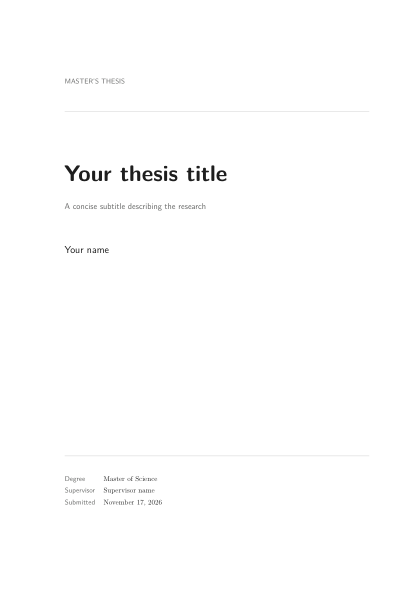 MASTER'S THESIS
Your thesis title
A concise subtitle describing the research
Your name
Degree Master of Science
Supervisor Supervisor name
Submitted November 17, 2026